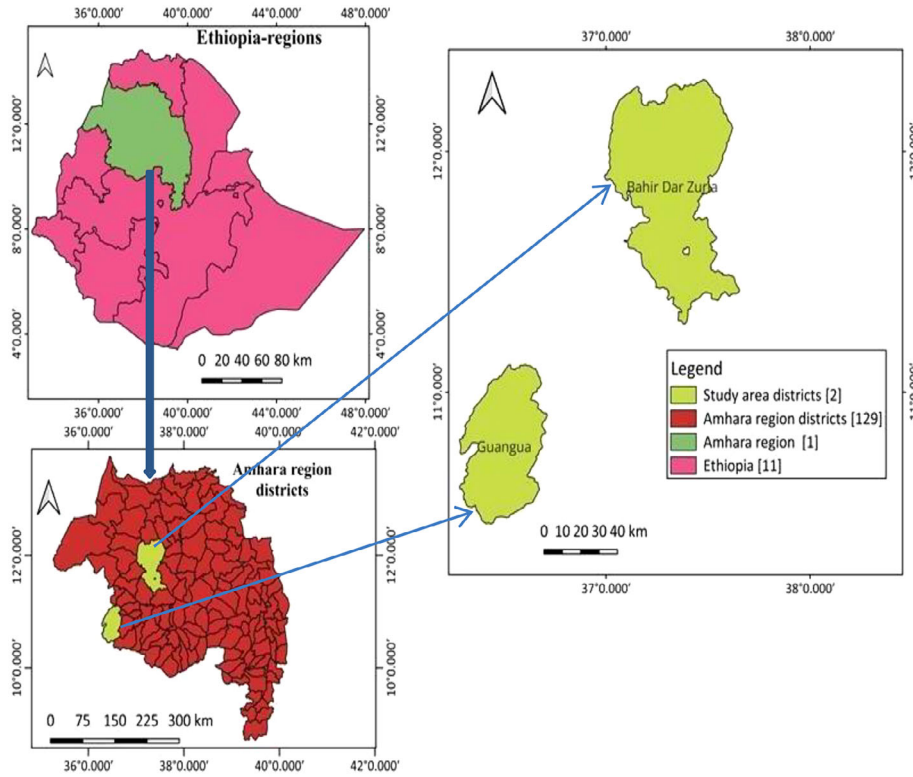 36°0.000' 40°0.000' 44°0.000' 48°0.000'
Ethiopia-regions
12°0.000' 12°0.000'
8°0.000' 8°0.000'
4°0.000' 4°0.000'
0 20 40 60 80 km
36°0.000' 40°0.000' 44°0.000' 48°0.000'
36°0.000' 38°0.000' 40°0.000' 42°0.000'
Amhara region
districts
12°0.000' 12°0.000'
10°0.000' 10°0.000'
0 75 150 225 300 km
36°0.000' 38°0.000' 40°0.000' 42°0.000'
37°0.000' 38°0.000'
12°0.000' 12°0.000'
Bahir Dar Zuria
11°0.000' 11°0.000'
Guangua
Legend
Study area districts [2]
Amhara region districts [129]
Amhara region [1]
Ethiopia [11]
0 10 20 30 40 km
37°0.000' 38°0.000'